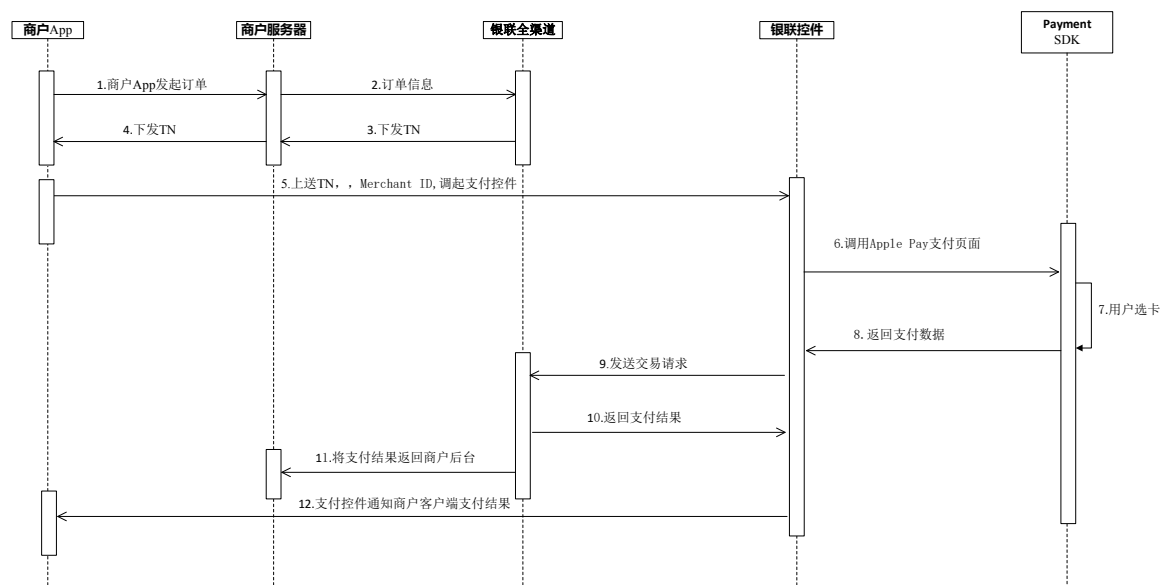 商户App
商户服务器
银联全渠道
银联控件
Payment
SDK
1.商户App发起订单
2.订单信息
4.下发TN
3.下发TN
5.上送TN，，Merchant ID,调起支付控件
6.调用Apple Pay支付页面
7.用户选卡
8.返回支付数据
9.发送交易请求
10.返回支付结果
11.将支付结果返回商户后台
12.支付控件通知商户客户端支付结果